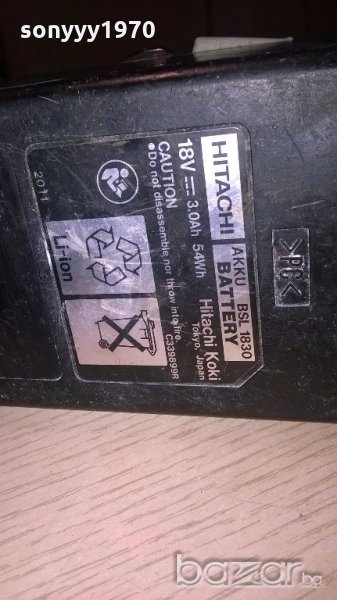 sonyyy1970
HITACHI
AKKU BSL 1830
BATTERY
18V 3.0Ah 54Wh
Hitachi Koki
Tokyo, Japan
CAUTION
●Do not disassemble nor throw into fire.
C339899R
2011
Li-ion
>PC<
bazar.bg